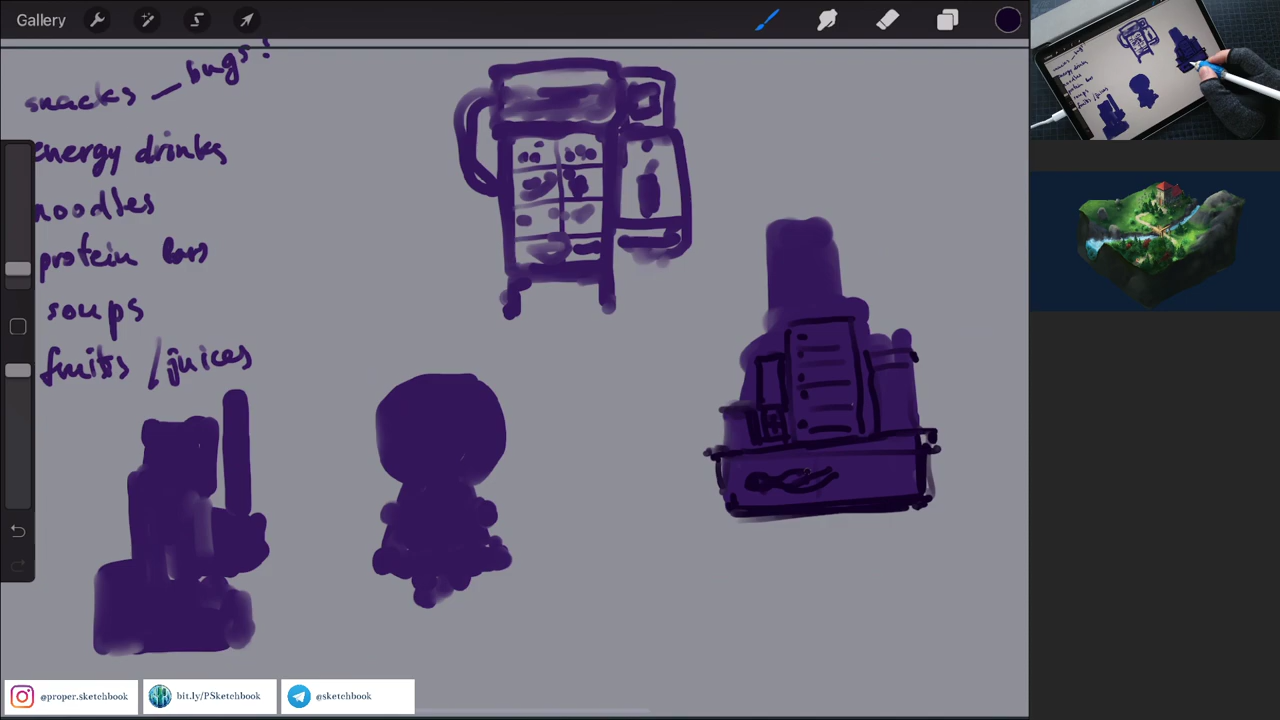 Gallery
snacks — bugs!
energy drinks
noodles
protein bars
soups
fruits / juices
@proper.sketchbook
bit.ly/PSketchbook
@sketchbook